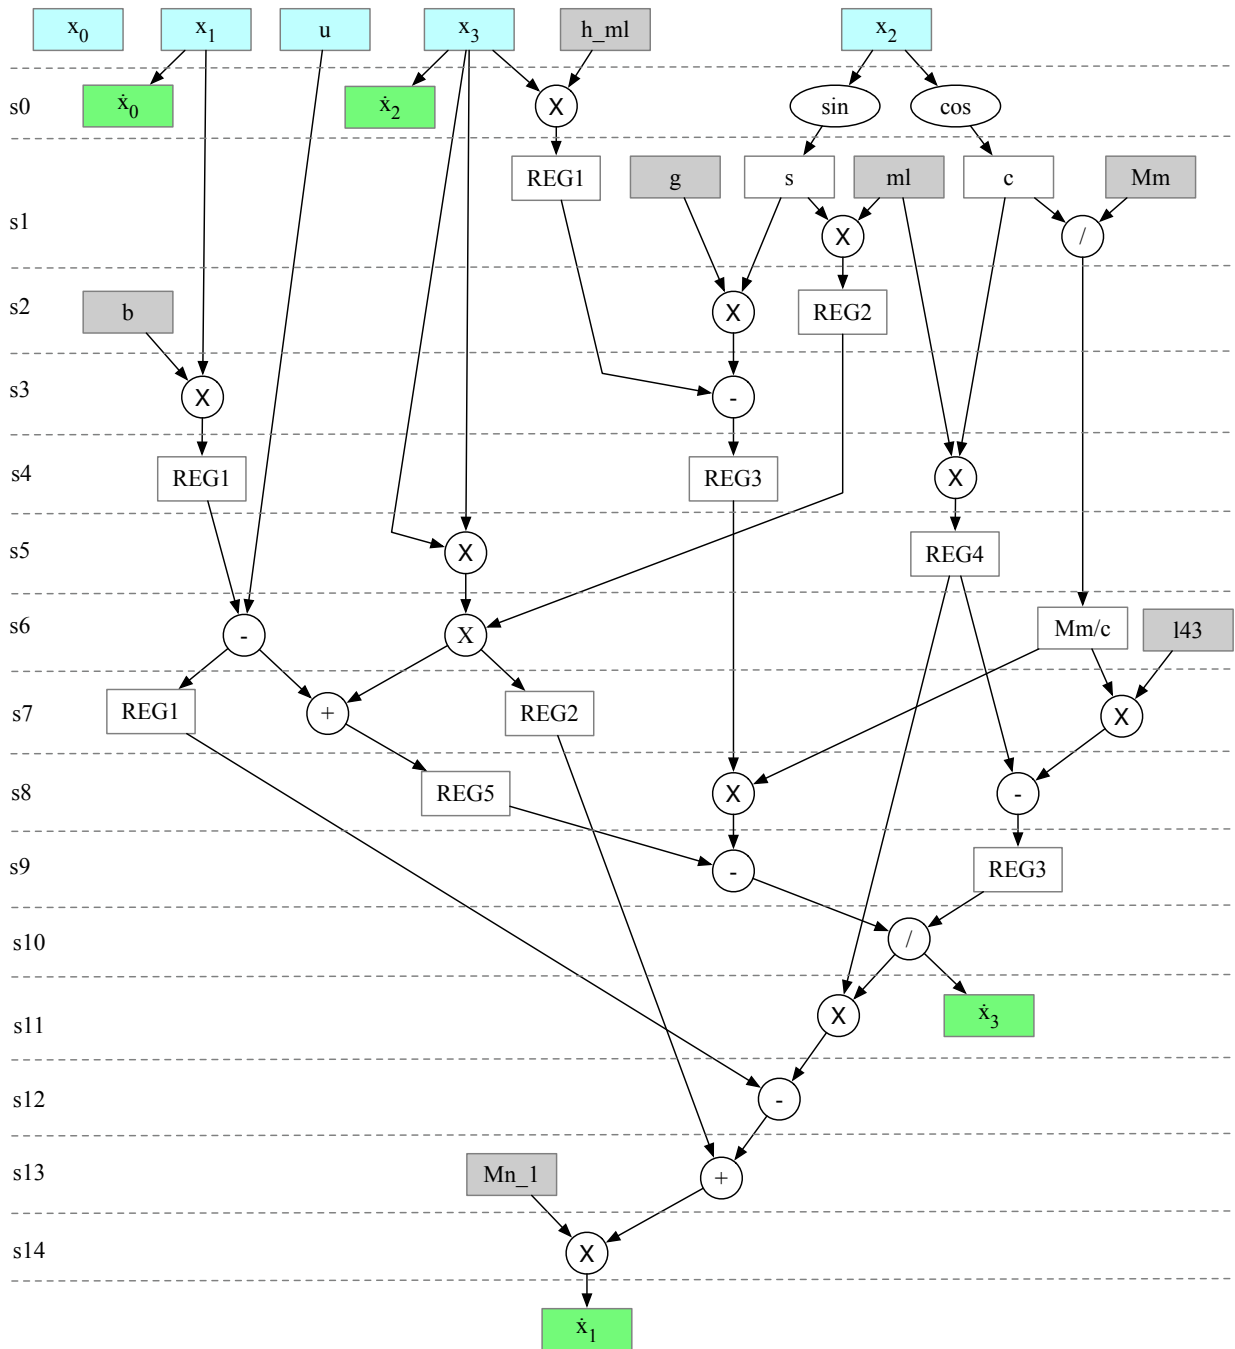 x₀ x₁ u x₃ h_ml x₂
s0 ẋ₀ ẋ₂ X sin cos
s1 REG1 g s ml c Mm
X /
s2 b X REG2
s3 X -
s4 REG1 REG3 X
s5 X REG4
s6 - X Mm/c l43
s7 REG1 + REG2 X
s8 REG5 X -
s9 - REG3
s10 /
s11 X ẋ₃
s12 -
s13 Mn_1 +
s14 X
ẋ₁